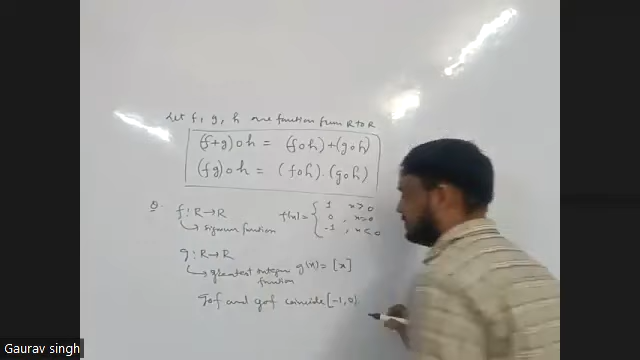 Let f, g, h are function from R to R
(f+g)oh = (foh)+(goh)
(fg)oh = (foh).(goh)
Q. f: R→R f(x) = { 1 x>0
0, x=0
-1, x<0
↳ signum function
g: R→R
↳ greatest integer function g(x) = [x]
gof and gof coincide [-1,0)
Gaurav singh